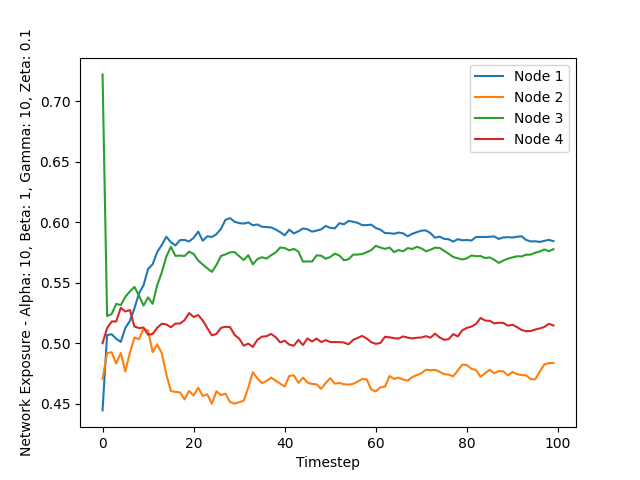 Network Exposure - Alpha: 10, Beta: 1, Gamma: 10, Zeta: 0.1
0.70
0.65
0.60
0.55
0.50
0.45
Node 1
Node 2
Node 3
Node 4
0 20 40 60 80 100
Timestep